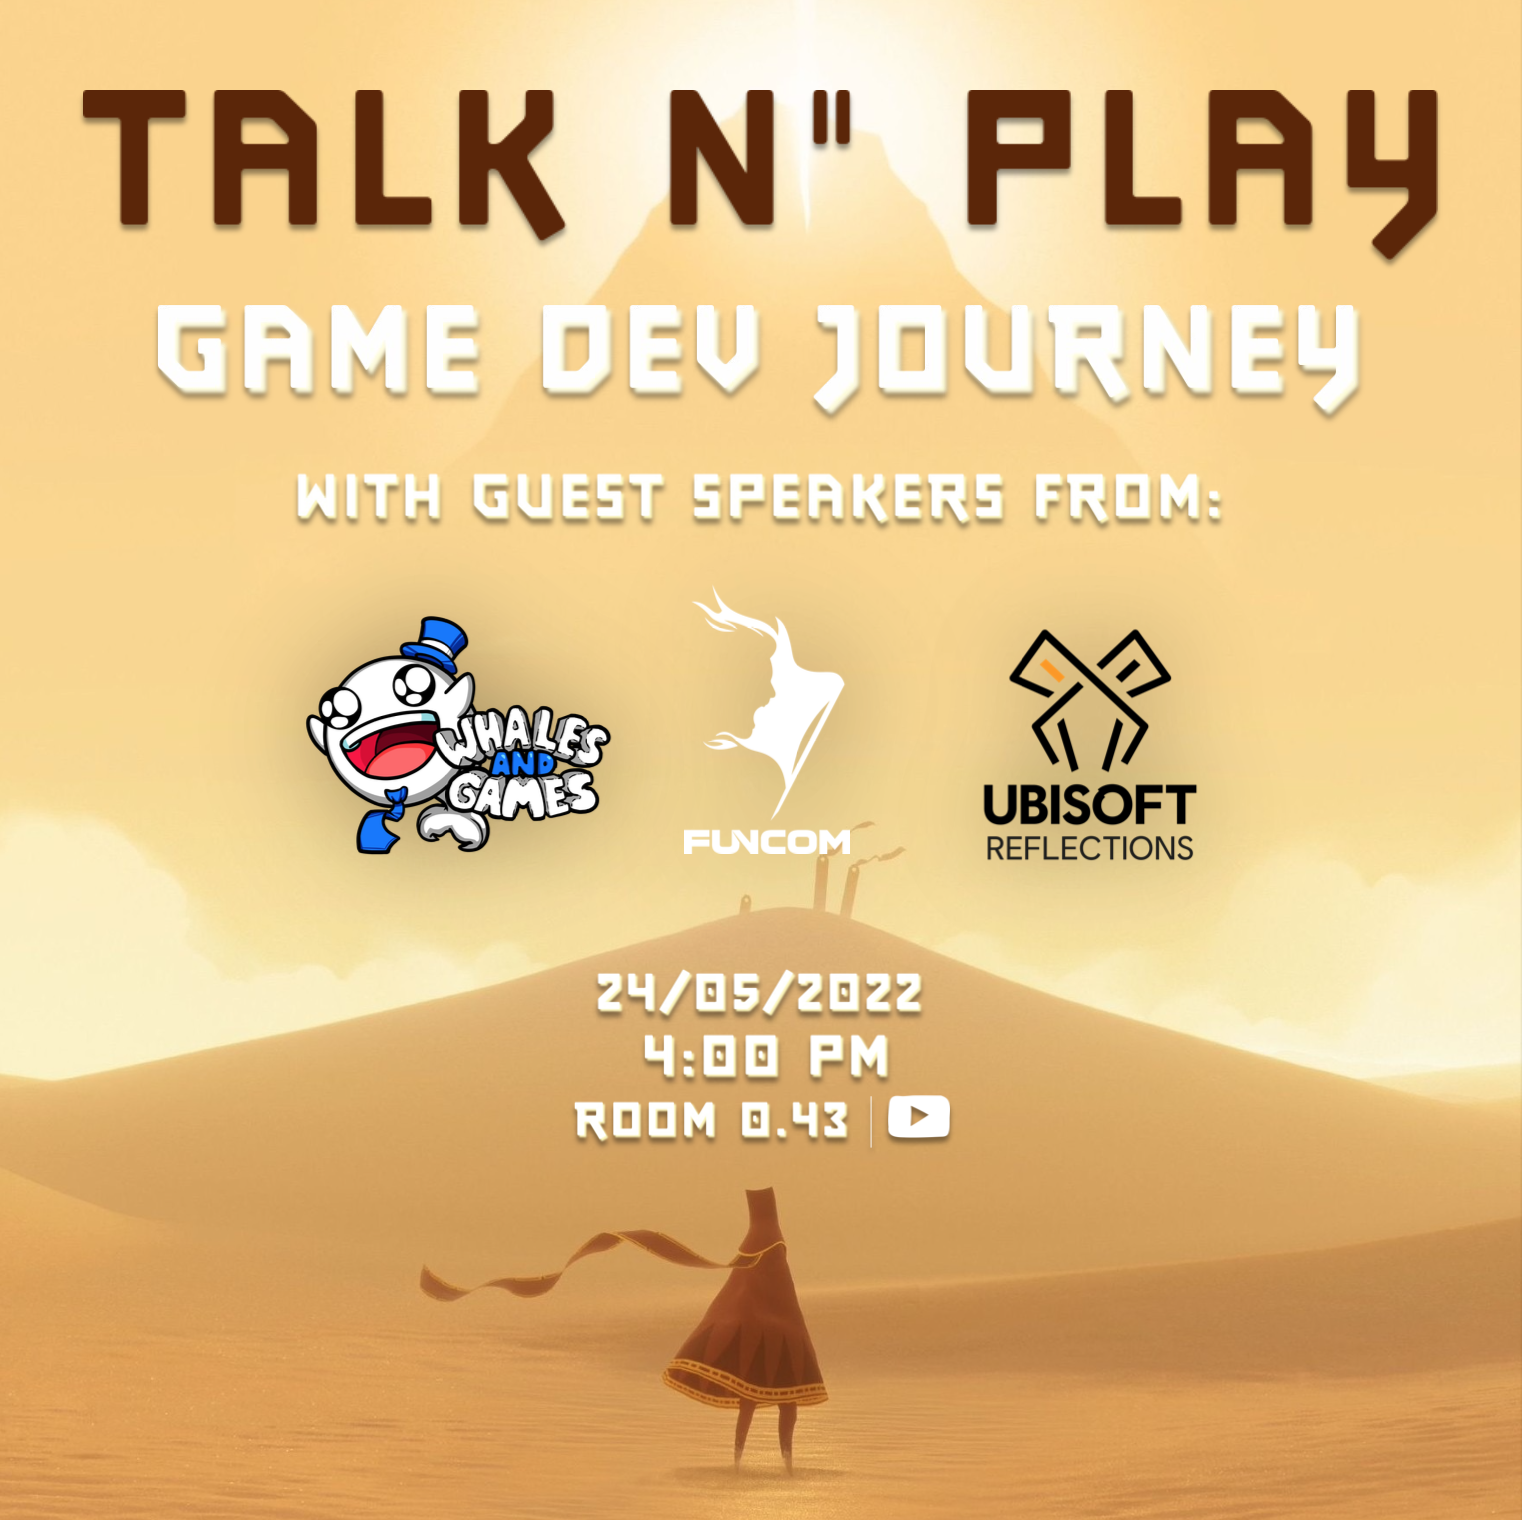 TALK N" PLAY
GAME DEV JOURNEY
WITH GUEST SPEAKERS FROM:
WHALES
AND
GAMES
FUNCOM
UBISOFT
REFLECTIONS
24/05/2022
4:00 PM
ROOM 0.43